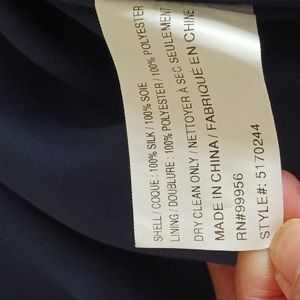 SHELL / COQUE : 100% SILK / 100% SOIE
LINING / DOUBLURE : 100% POLYESTER / 100% POLYESTER
DRY CLEAN ONLY / NETTOYER À SEC SEULEMENT
MADE IN CHINA / FABRIQUÉ EN CHINE
RN#99956
STYLE#: 5170244